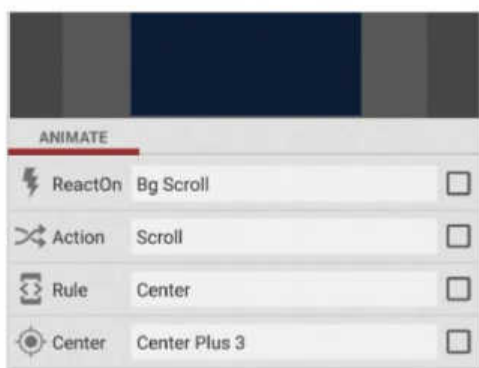 ANIMATE
ReactOn Bg Scroll
Action Scroll
Rule Center
Center Center Plus 3